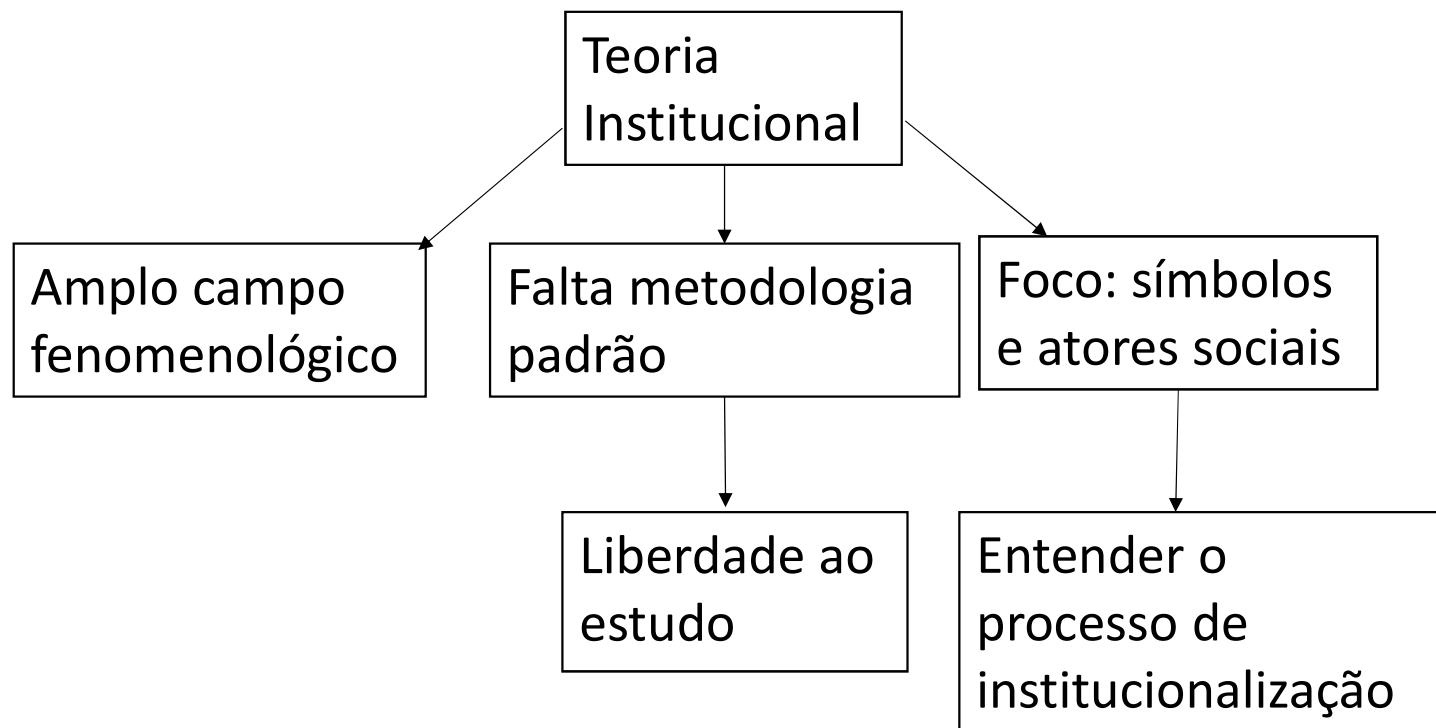 Teoria
Institucional
Amplo campo
fenomenológico
Falta metodologia
padrão
Foco: símbolos
e atores sociais
Liberdade ao
estudo
Entender o
processo de
institucionalização